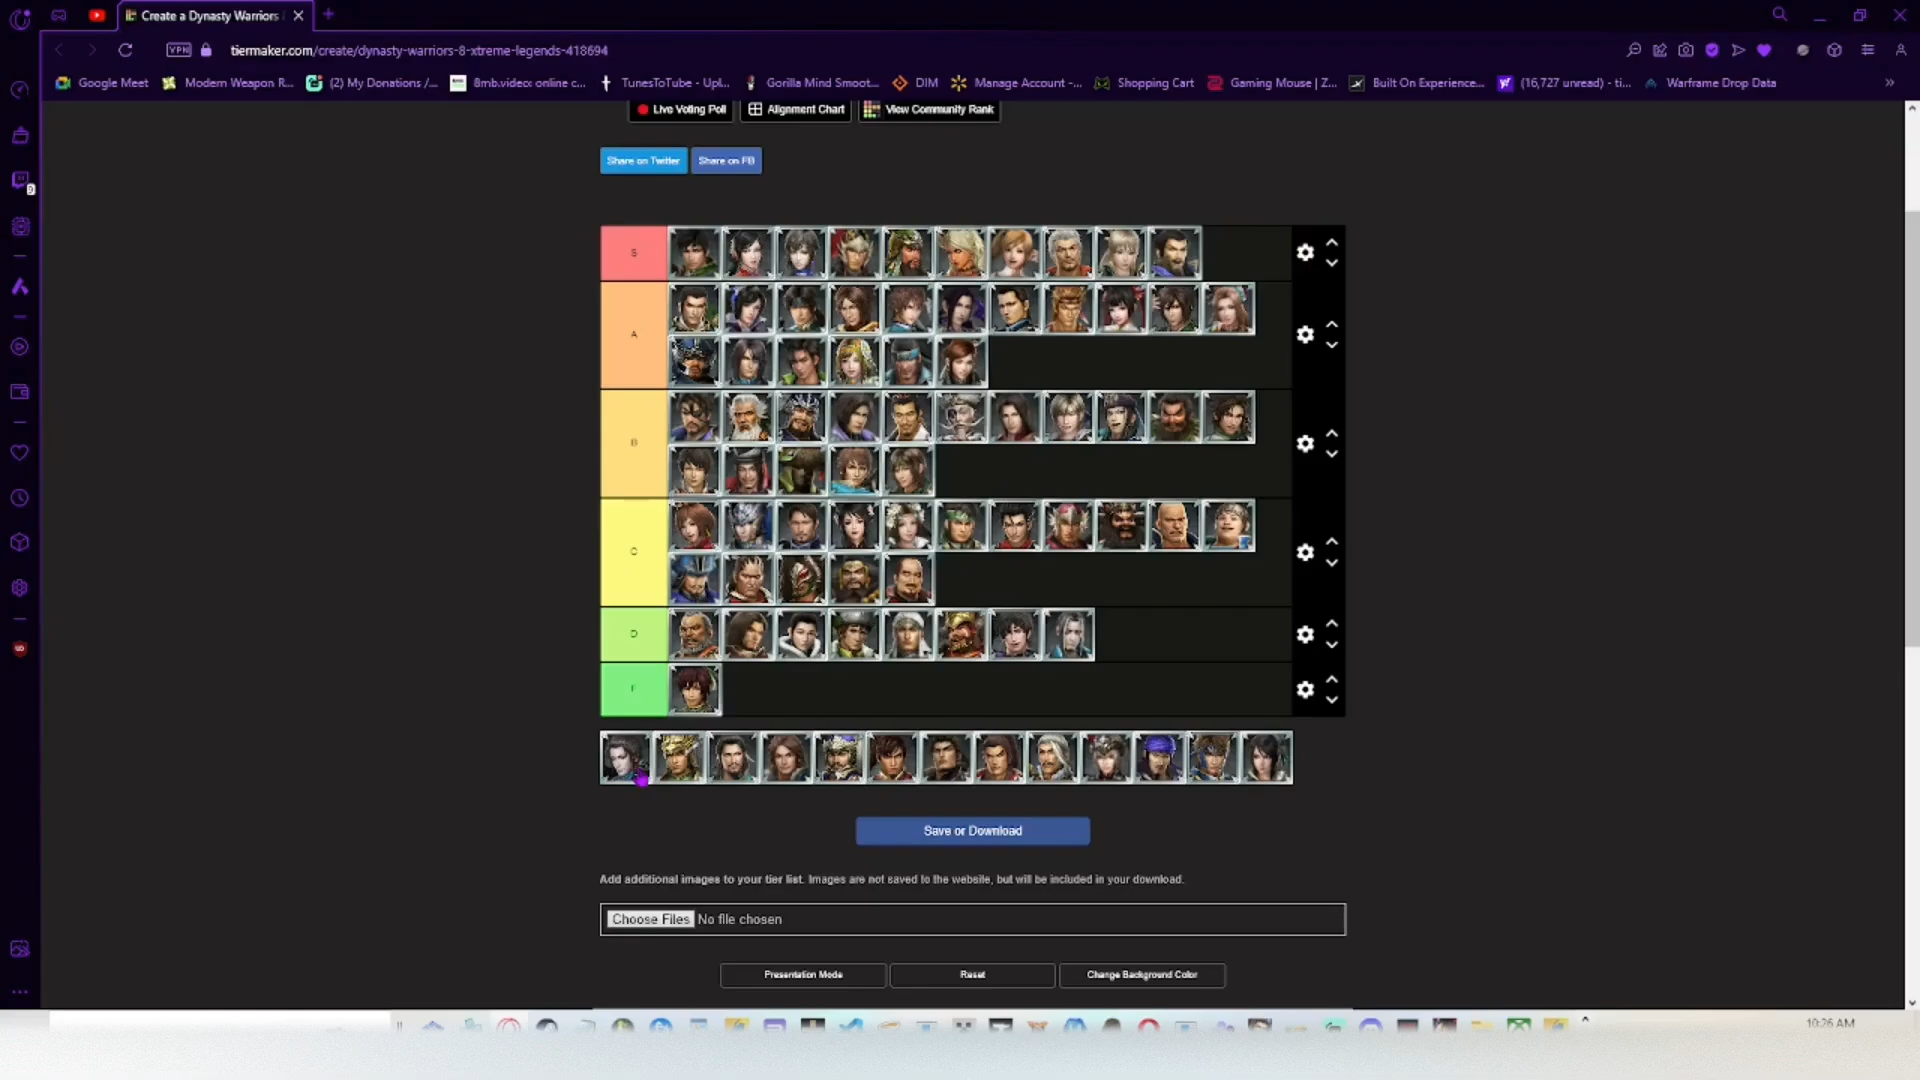 Create a Dynasty Warriors
tiermaker.com/create/dynasty-warriors-8-xtreme-legends-418694
VPN
Google Meet
Modern Weapon R...
(2) My Donations /...
8mb.video: online c...
TunesToTube - Upl...
Gorilla Mind Smoot...
DIM
Manage Account -...
Shopping Cart
Gaming Mouse | Z...
Built On Experience...
(16,727 unread) - ti...
Warframe Drop Data
Live Voting Poll
Alignment Chart
View Community Rank
Share on Twitter
Share on FB
S
A
B
C
D
F
Save or Download
Add additional images to your tier list. Images are not saved to the website, but will be included in your download.
Choose Files No file chosen
Presentation Mode
Reset
Change Background Color
10:26 AM